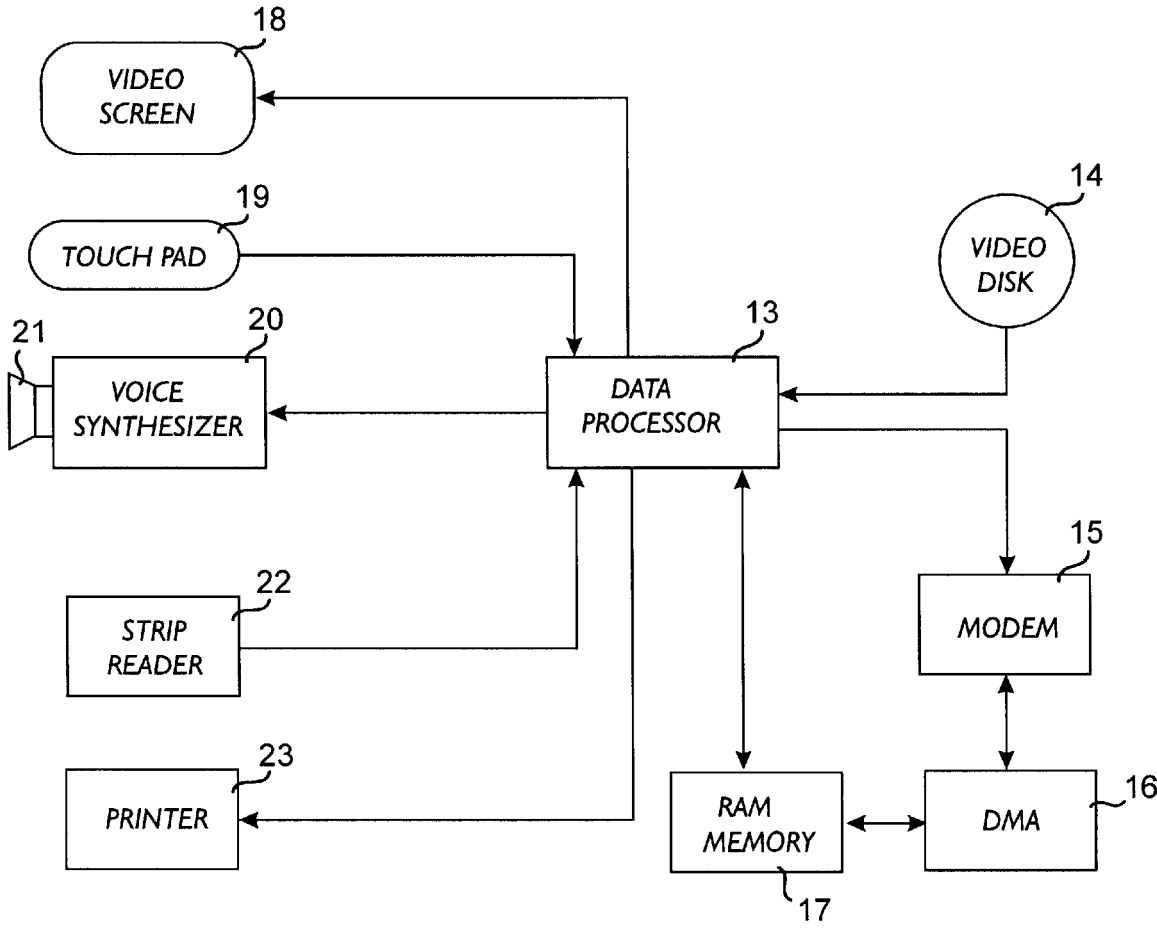 18
VIDEO
SCREEN
19
TOUCH PAD
14
VIDEO
DISK
21
20
VOICE
SYNTHESIZER
13
DATA
PROCESSOR
15
MODEM
22
STRIP
READER
23
PRINTER
RAM
MEMORY
17
DMA
16